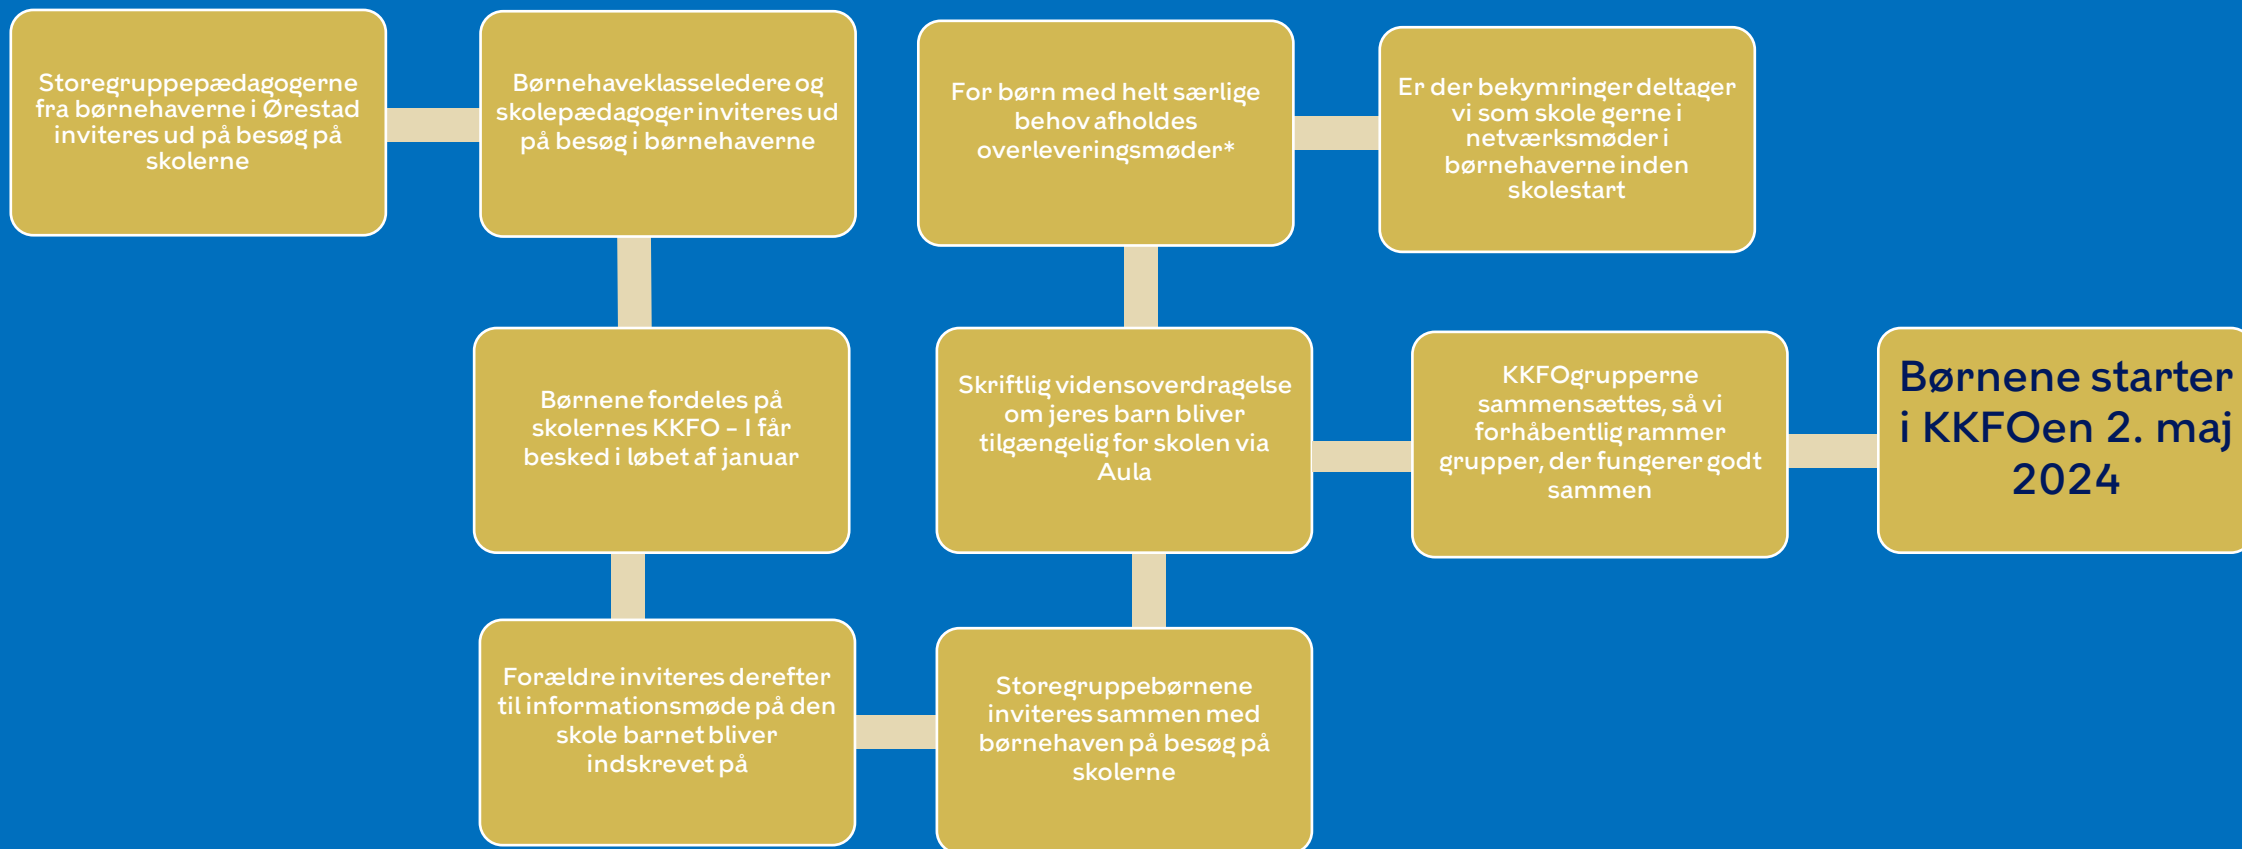 Storegruppepædagogerne
fra børnehaverne i Ørestad
inviteres ud på besøg på
skolerne
Børnehaveklasseledere og
skolepædagoger inviteres ud
på besøg i børnehaverne
For børn med helt særlige
behov afholdes
overleveringsmøder*
Er der bekymringer deltager
vi som skole gerne i
netværksmøder i
børnehaverne inden
skolestart
Børnene fordeles på
skolernes KKFO – I får
besked i løbet af januar
Skriftlig vidensoverdragelse
om jeres barn bliver
tilgængelig for skolen via
Aula
KKFOgrupperne
sammensættes, så vi
forhåbentlig rammer
grupper, der fungerer godt
sammen
Børnene starter
i KKFOen 2. maj
2024
Forældre inviteres derefter
til informationsmøde på den
skole barnet bliver
indskrevet på
Storegruppebørnene
inviteres sammen med
børnehaven på besøg på
skolerne